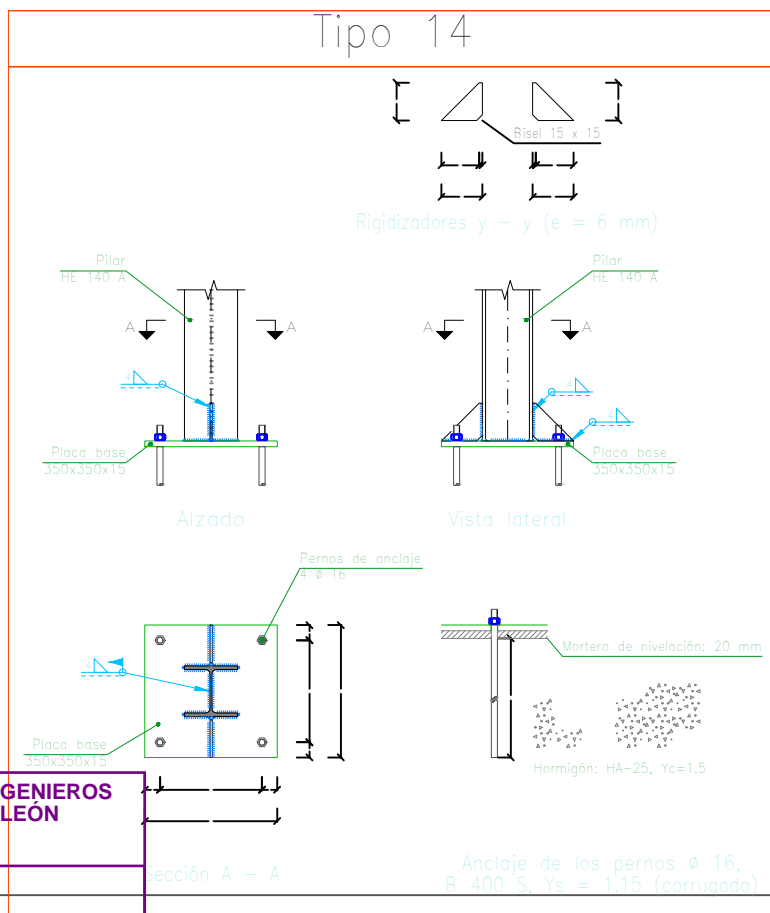 Tipo 14
Bisel 15 x 15
Rigidizadores y - y (e = 6 mm)
Pilar
HE 140 A
Pilar
HE 140 A
A
A
A
A
4
4
4
Placa base
350x350x15
Placa base
350x350x15
Alzado
Vista lateral
Pernos de anclaje
4 Ø 16
Mortero de nivelación: 20 mm
4
Placa base
350x350x15
Hormigón: HA-25, Yc=1.5
GENIEROS
LEÓN
Sección A - A
Anclaje de los pernos Ø 16,
B 400 S, Ys = 1.15 (corrugado)